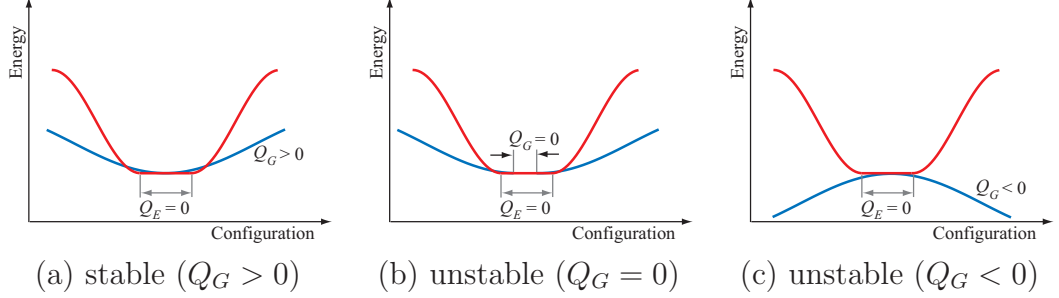 Energy
Q_G > 0
Q_E = 0
Configuration
(a) stable (Q_G > 0)
Energy
Q_G = 0
Q_E = 0
Configuration
(b) unstable (Q_G = 0)
Energy
Q_G < 0
Q_E = 0
Configuration
(c) unstable (Q_G < 0)